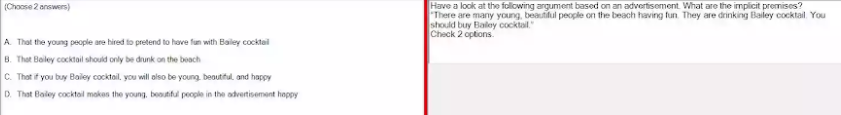 (Choose 2 answers)
A. That the young people are hired to pretend to have fun with Bailey cocktail
B. That Bailey cocktail should only be drunk on the beach
C. That if you buy Bailey cocktail, you will also be young, beautiful, and happy
D. That Bailey cocktail makes the young, beautiful people in the advertisement happy
Have a look at the following argument based on an advertisement. What are the implicit premises?
"There are many young, beautiful people on the beach having fun. They are drinking Bailey cocktail. You
should buy Bailey cocktail."
Check 2 options.